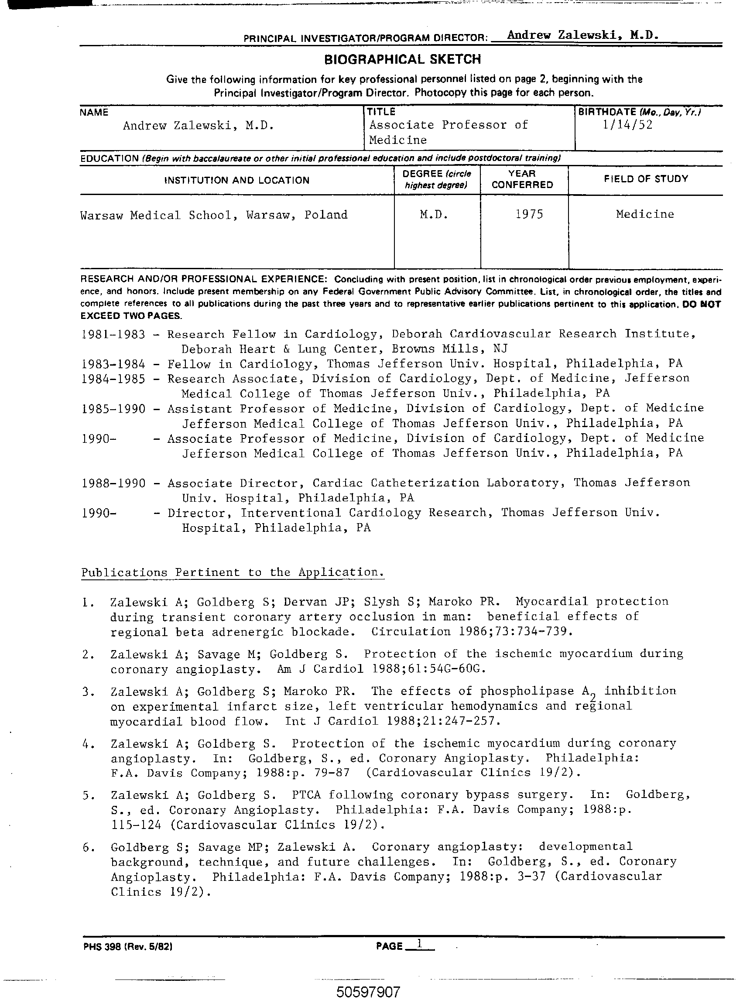 PRINCIPAL INVESTIGATOR/PROGRAM DIRECTOR: Andrew Zalewski, M.D.
BIOGRAPHICAL SKETCH
Give the following information for key professional personnel listed on page 2, beginning with the
Principal Investigator/Program Director. Photocopy this page for each person.
NAME
Andrew Zalewski, M.D.
TITLE
Associate Professor of
Medicine
BIRTHDATE (Mo., Day, Yr.)
1/14/52
EDUCATION (Begin with baccalaureate or other initial professional education and include postdoctoral training)
INSTITUTION AND LOCATION
DEGREE (circle
highest degree)
YEAR
CONFERRED
FIELD OF STUDY
Warsaw Medical School, Warsaw, Poland
M.D.
1975
Medicine
RESEARCH AND/OR PROFESSIONAL EXPERIENCE: Concluding with present position, list in chronological order previous employment, experi-
ence, and honors. Include present membership on any Federal Government Public Advisory Committee. List, in chronological order, the titles and
complete references to all publications during the past three years and to representative earlier publications pertinent to this application. DO NOT
EXCEED TWO PAGES.
1981-1983 - Research Fellow in Cardiology, Deborah Cardiovascular Research Institute,
Deborah Heart & Lung Center, Browns Mills, NJ
1983-1984 - Fellow in Cardiology, Thomas Jefferson Univ. Hospital, Philadelphia, PA
1984-1985 - Research Associate, Division of Cardiology, Dept. of Medicine, Jefferson
Medical College of Thomas Jefferson Univ., Philadelphia, PA
1985-1990 - Assistant Professor of Medicine, Division of Cardiology, Dept. of Medicine
Jefferson Medical College of Thomas Jefferson Univ., Philadelphia, PA
1990- - Associate Professor of Medicine, Division of Cardiology, Dept. of Medicine
Jefferson Medical College of Thomas Jefferson Univ., Philadelphia, PA
1988-1990 - Associate Director, Cardiac Catheterization Laboratory, Thomas Jefferson
Univ. Hospital, Philadelphia, PA
1990- - Director, Interventional Cardiology Research, Thomas Jefferson Univ.
Hospital, Philadelphia, PA
Publications Pertinent to the Application.
1. Zalewski A; Goldberg S; Dervan JP; Slysh S; Maroko PR. Myocardial protection
during transient coronary artery occlusion in man: beneficial effects of
regional beta adrenergic blockade. Circulation 1986;73:734-739.
2. Zalewski A; Savage M; Goldberg S. Protection of the ischemic myocardium during
coronary angioplasty. Am J Cardiol 1988;61:54G-60G.
3. Zalewski A; Goldberg S; Maroko PR. The effects of phospholipase A2 inhibition
on experimental infarct size, left ventricular hemodynamics and regional
myocardial blood flow. Int J Cardiol 1988;21:247-257.
4. Zalewski A; Goldberg S. Protection of the ischemic myocardium during coronary
angioplasty. In: Goldberg, S., ed. Coronary Angioplasty. Philadelphia:
F.A. Davis Company; 1988:p. 79-87 (Cardiovascular Clinics 19/2).
5. Zalewski A; Goldberg S. PTCA following coronary bypass surgery. In: Goldberg,
S., ed. Coronary Angioplasty. Philadelphia: F.A. Davis Company; 1988:p.
115-124 (Cardiovascular Clinics 19/2).
6. Goldberg S; Savage MP; Zalewski A. Coronary angioplasty: developmental
background, technique, and future challenges. In: Goldberg, S., ed. Coronary
Angioplasty. Philadelphia: F.A. Davis Company; 1988:p. 3-37 (Cardiovascular
Clinics 19/2).
PHS 398 (Rev. 5/82)
PAGE 1
50597907